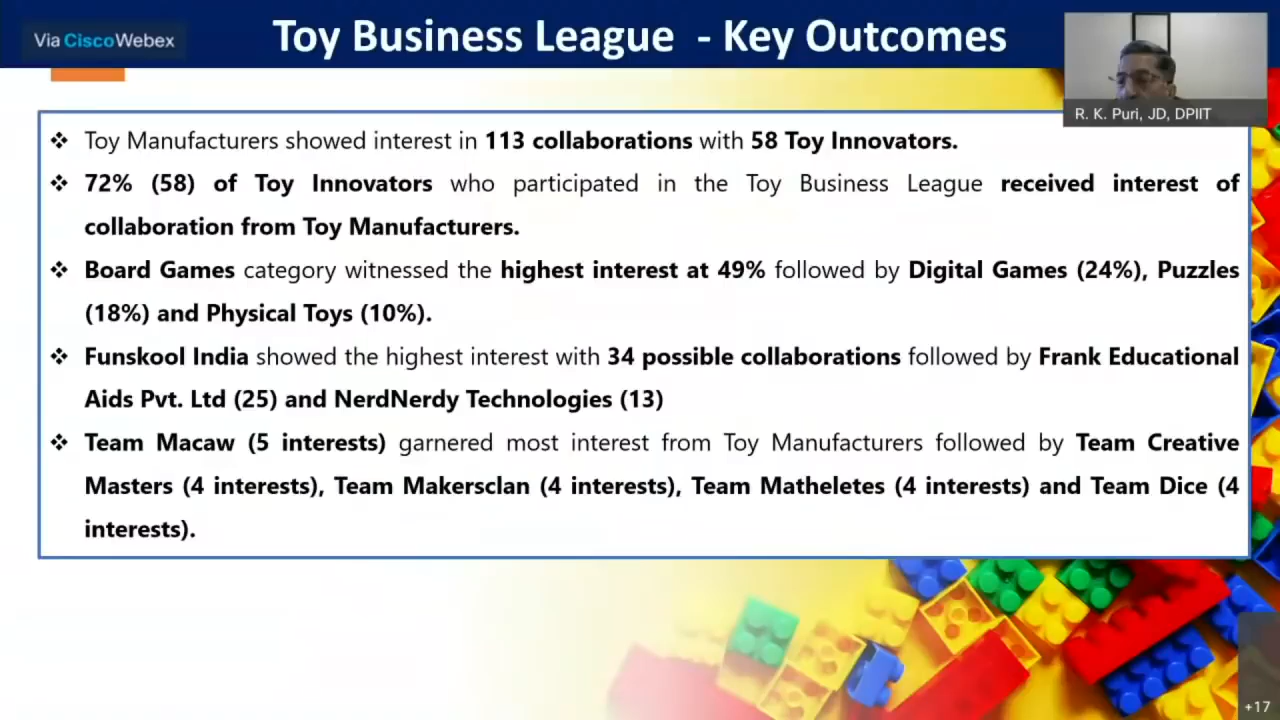 Via Cisco Webex
Toy Business League - Key Outcomes
R. K. Puri, JD, DPIIT
❖ Toy Manufacturers showed interest in 113 collaborations with 58 Toy Innovators.
❖ 72% (58) of Toy Innovators who participated in the Toy Business League received interest of
collaboration from Toy Manufacturers.
❖ Board Games category witnessed the highest interest at 49% followed by Digital Games (24%), Puzzles
(18%) and Physical Toys (10%).
❖ Funskool India showed the highest interest with 34 possible collaborations followed by Frank Educational
Aids Pvt. Ltd (25) and NerdNerdy Technologies (13)
❖ Team Macaw (5 interests) garnered most interest from Toy Manufacturers followed by Team Creative
Masters (4 interests), Team Makersclan (4 interests), Team Matheletes (4 interests) and Team Dice (4
interests).
+17